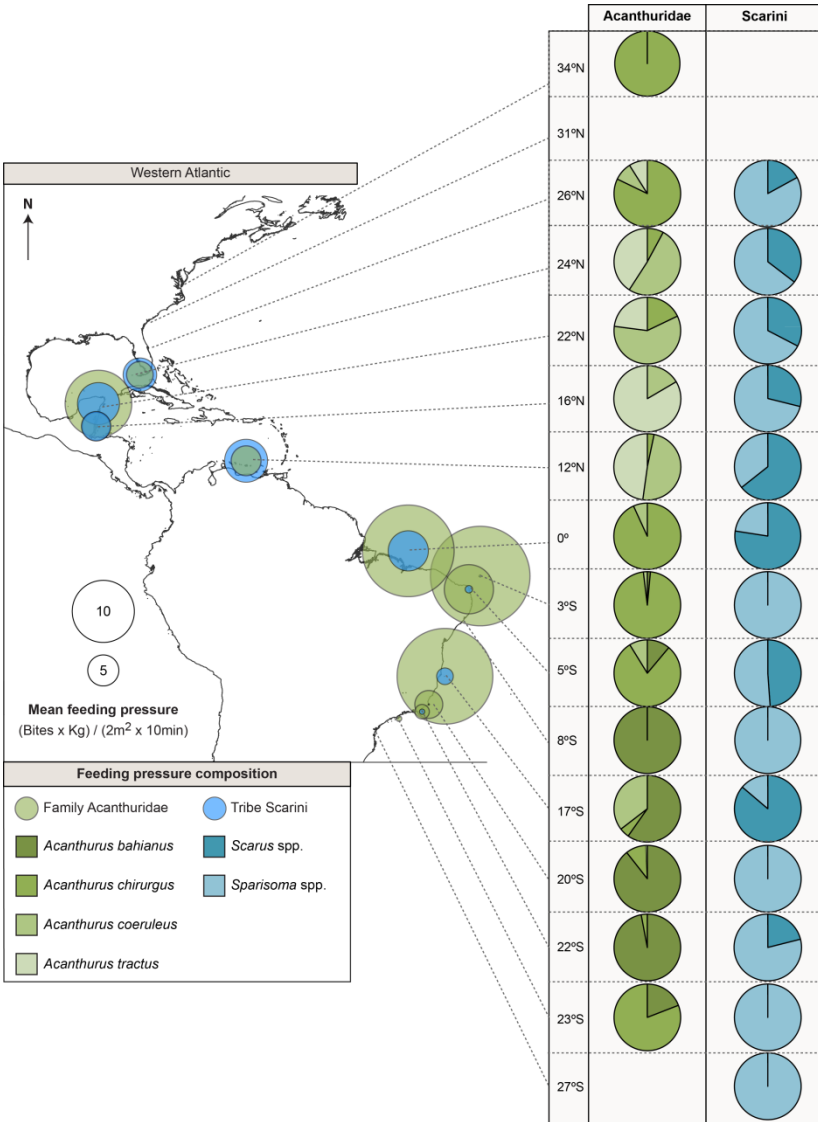 Acanthuridae
Scarini
34ºN
31ºN
26ºN
24ºN
22ºN
16ºN
12ºN
0º
3ºS
5ºS
8ºS
17ºS
20ºS
22ºS
23ºS
27ºS
Western Atlantic
N
10
5
Mean feeding pressure
(Bites x Kg) / (2m² x 10min)
Feeding pressure composition
Family Acanthuridae
Tribe Scarini
Acanthurus bahianus
Scarus spp.
Acanthurus chirurgus
Sparisoma spp.
Acanthurus coeruleus
Acanthurus tractus